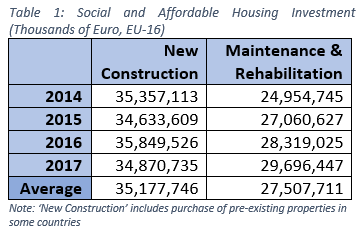 Table 1: Social and Affordable Housing Investment
(Thousands of Euro, EU-16)
New Construction Maintenance & Rehabilitation
2014 35,357,113 24,954,745
2015 34,633,609 27,060,627
2016 35,849,526 28,319,025
2017 34,870,735 29,696,447
Average 35,177,746 27,507,711
Note: 'New Construction' includes purchase of pre-existing properties in
some countries